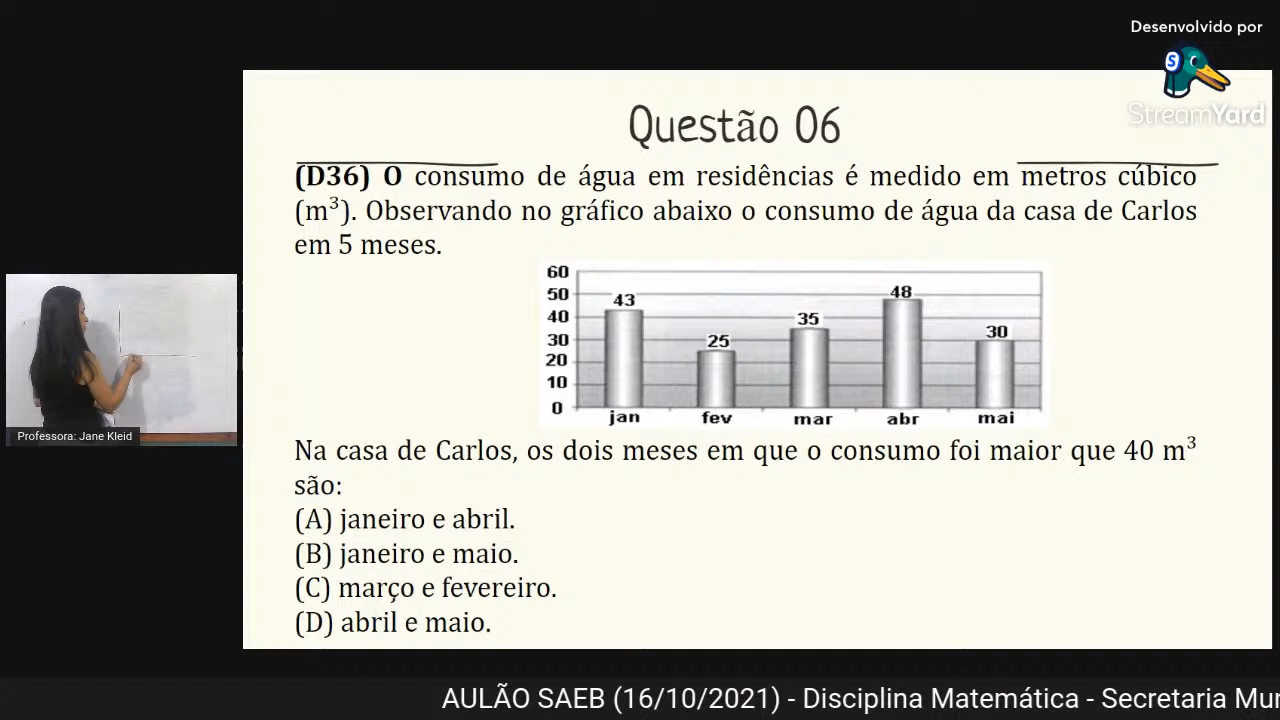 Desenvolvido por
StreamYard
Questão 06
(D36) O consumo de água em residências é medido em metros cúbico
(m³). Observando no gráfico abaixo o consumo de água da casa de Carlos
em 5 meses.
60
50
40
30
20
10
0
43
25
35
48
30
jan fev mar abr mai
Na casa de Carlos, os dois meses em que o consumo foi maior que 40 m³
são:
(A) janeiro e abril.
(B) janeiro e maio.
(C) março e fevereiro.
(D) abril e maio.
Professora: Jane Kleid
AULÃO SAEB (16/10/2021) - Disciplina Matemática - Secretaria Mun